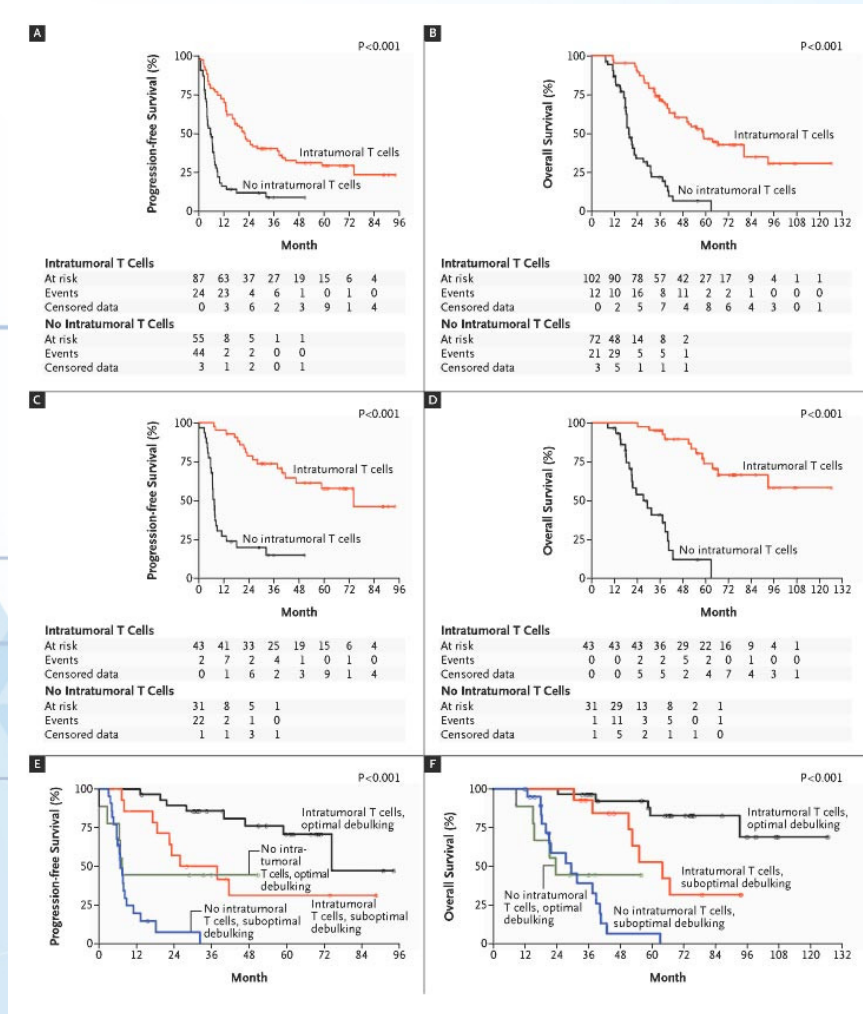 A
P<0.001
Progression-free Survival (%)
100
75
50
25
0
Intratumoral T cells
No intratumoral T cells
0 12 24 36 48 60 72 84 96
Month
Intratumoral T Cells
At risk 87 63 37 27 19 15 6 4
Events 24 23 4 6 1 0 1 0
Censored data 0 3 6 2 3 9 1 4
No Intratumoral T Cells
At risk 55 8 5 1 1
Events 44 2 2 0 0
Censored data 3 1 2 0 1
B
P<0.001
Overall Survival (%)
100
75
50
25
0
Intratumoral T cells
No intratumoral T cells
0 12 24 36 48 60 72 84 96 108 120 132
Month
Intratumoral T Cells
At risk 102 90 78 57 42 27 17 9 4 1 1
Events 12 10 16 8 11 2 2 1 0 0 0
Censored data 0 2 5 7 4 8 6 4 3 0 1
No Intratumoral T Cells
At risk 72 48 14 8 2
Events 21 29 5 5 1
Censored data 3 5 1 1 1
C
P<0.001
Progression-free Survival (%)
100
75
50
25
0
Intratumoral T cells
No intratumoral T cells
0 12 24 36 48 60 72 84 96
Month
Intratumoral T Cells
At risk 43 41 33 25 19 15 6 4
Events 2 7 2 4 1 0 1 0
Censored data 0 1 6 2 3 9 1 4
No Intratumoral T Cells
At risk 31 8 5 1
Events 22 2 1 0
Censored data 1 1 3 1
D
P<0.001
Overall Survival (%)
100
75
50
25
0
Intratumoral T cells
No intratumoral T cells
0 12 24 36 48 60 72 84 96 108 120 132
Month
Intratumoral T Cells
At risk 43 43 43 36 29 22 16 9 4 1
Events 0 0 2 2 5 2 0 1 0 0
Censored data 0 0 5 5 2 4 7 4 3 1
No Intratumoral T Cells
At risk 31 29 13 8 2 1
Events 1 11 3 5 0 1
Censored data 1 5 2 1 1 0
E
P<0.001
Progression-free Survival (%)
100
75
50
25
0
Intratumoral T cells,
optimal debulking
No intra-
tumoral
T cells, optimal
debulking
No intratumoral
T cells, suboptimal
debulking
Intratumoral
T cells, suboptimal
debulking
0 12 24 36 48 60 72 84 96
Month
F
P<0.001
Overall Survival (%)
100
75
50
25
0
Intratumoral T cells,
optimal debulking
Intratumoral T cells,
suboptimal debulking
No intratumoral
T cells, optimal
debulking
No intratumoral T cells,
suboptimal debulking
0 12 24 36 48 60 72 84 96 108 120 132
Month